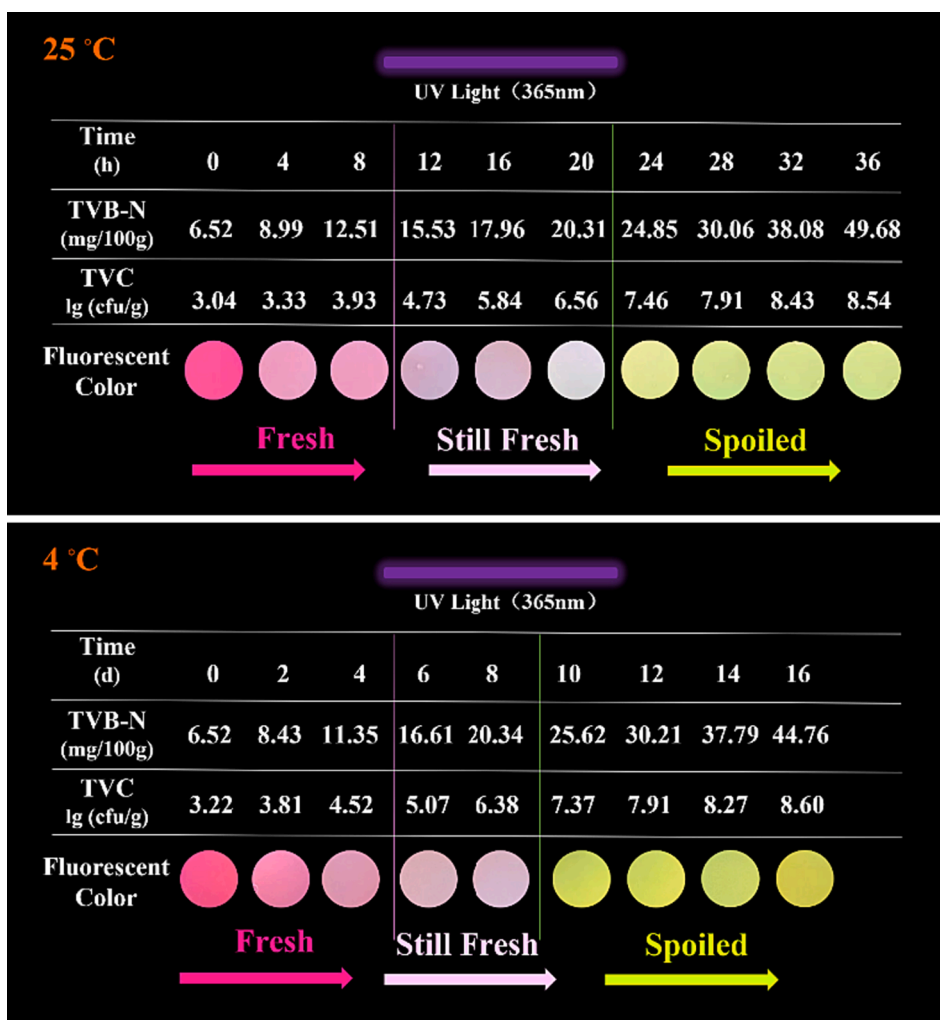 25 °C
UV Light（365nm）
Time
(h) 0 4 8 12 16 20 24 28 32 36
TVB-N
(mg/100g) 6.52 8.99 12.51 15.53 17.96 20.31 24.85 30.06 38.08 49.68
TVC
lg (cfu/g) 3.04 3.33 3.93 4.73 5.84 6.56 7.46 7.91 8.43 8.54
Fluorescent
Color
Fresh Still Fresh Spoiled
4 °C
UV Light（365nm）
Time
(d) 0 2 4 6 8 10 12 14 16
TVB-N
(mg/100g) 6.52 8.43 11.35 16.61 20.34 25.62 30.21 37.79 44.76
TVC
lg (cfu/g) 3.22 3.81 4.52 5.07 6.38 7.37 7.91 8.27 8.60
Fluorescent
Color
Fresh Still Fresh Spoiled